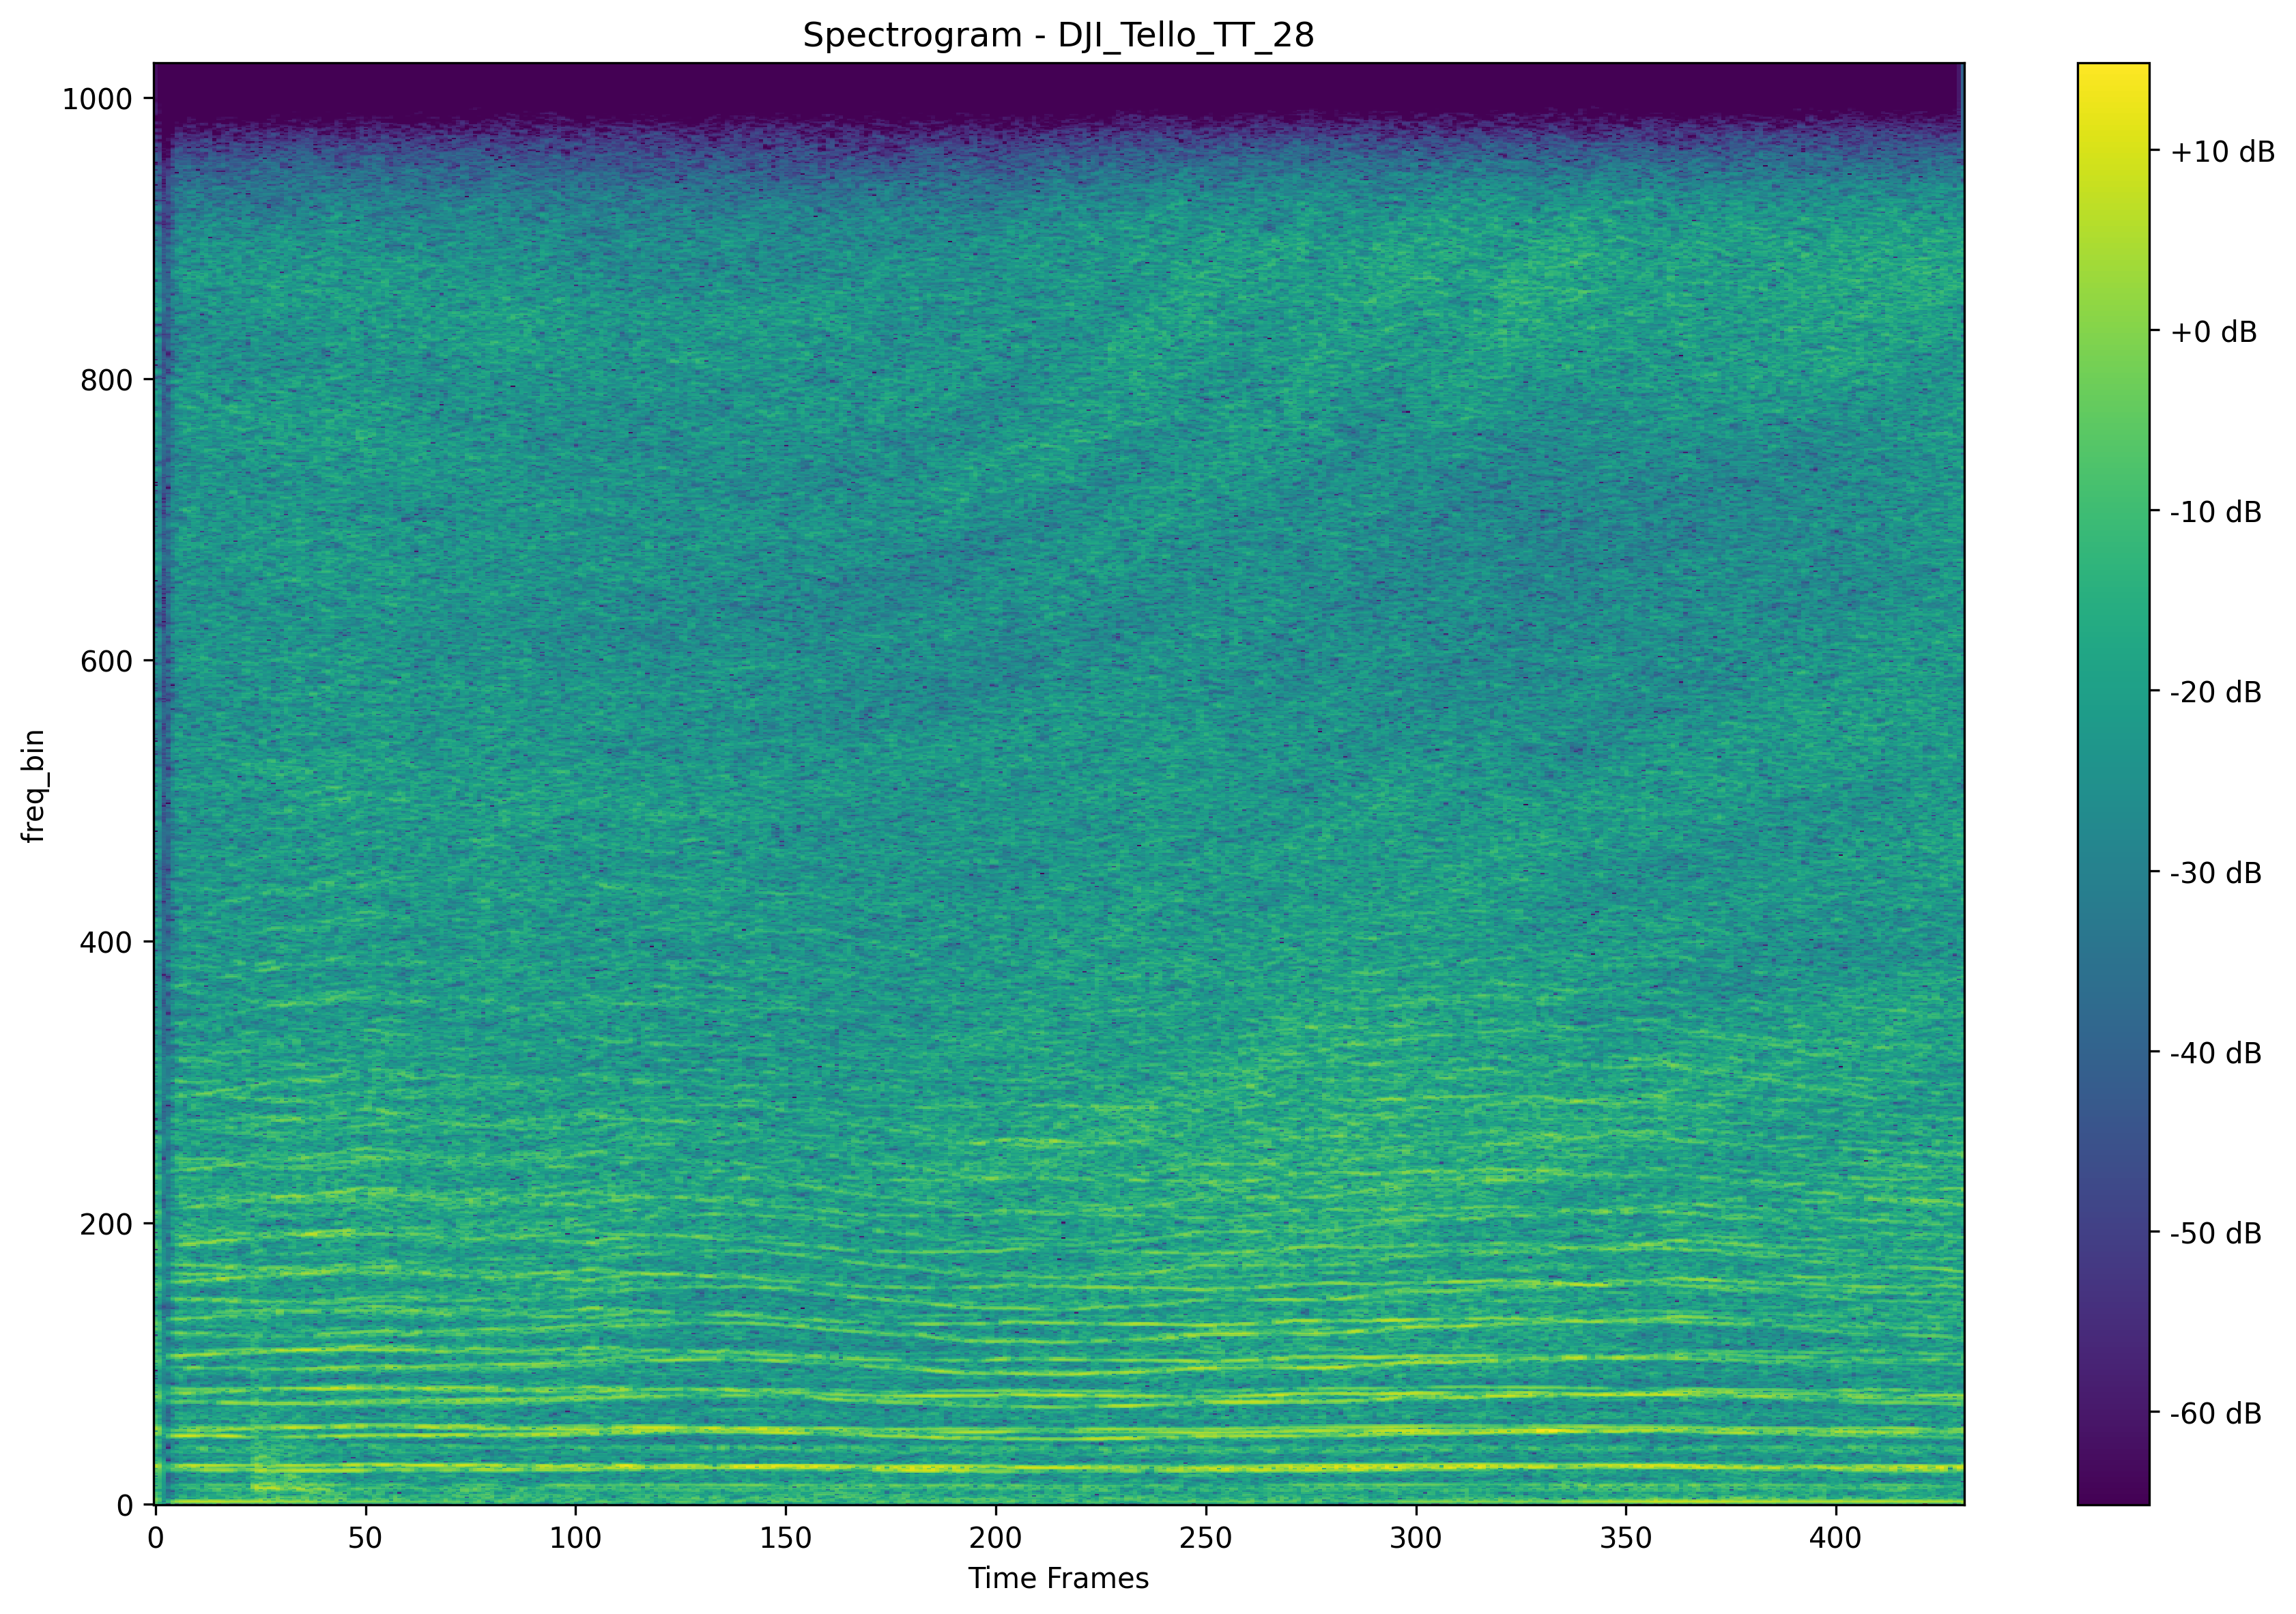 Spectrogram - DJI_Tello_TT_28
1000
800
600
400
200
0
freq_bin
0 50 100 150 200 250 300 350 400
Time Frames
+10 dB
+0 dB
-10 dB
-20 dB
-30 dB
-40 dB
-50 dB
-60 dB